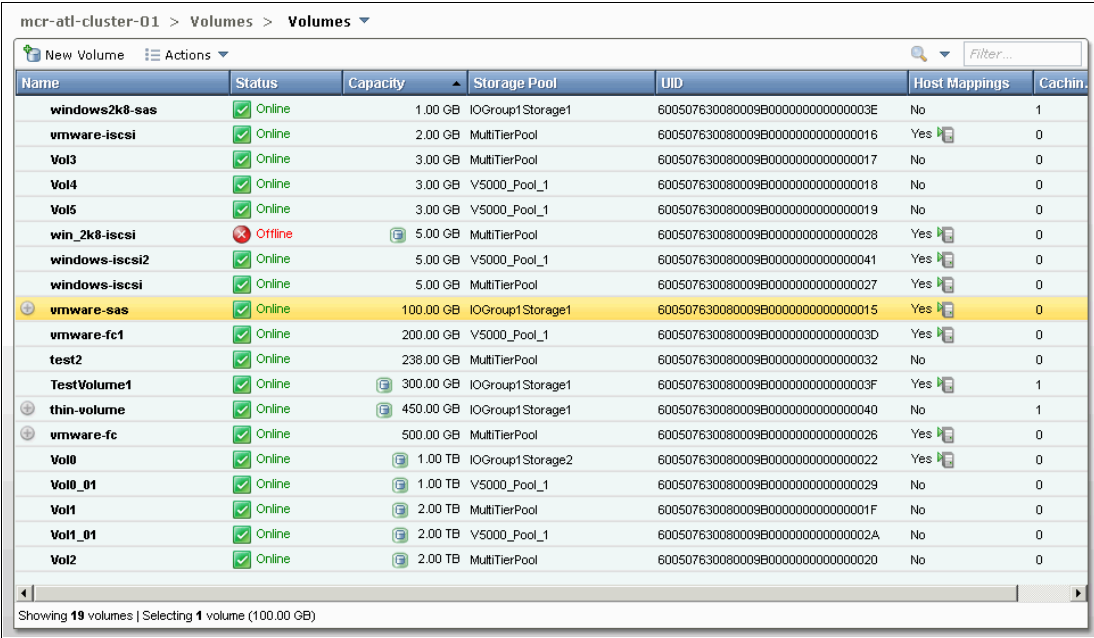 mcr-atl-cluster-01 > Volumes > Volumes
New Volume Actions Filter...
Name Status Capacity Storage Pool UID Host Mappings Cachin.
windows2k8-sas Online 1.00 GB IOGroup1Storage1 600507630080009B000000000000003E No 1
vmware-iscsi Online 2.00 GB MultiTierPool 600507630080009B0000000000000016 Yes 0
Vol3 Online 3.00 GB MultiTierPool 600507630080009B0000000000000017 No 0
Vol4 Online 3.00 GB V5000_Pool_1 600507630080009B0000000000000018 No 0
Vol5 Online 3.00 GB V5000_Pool_1 600507630080009B0000000000000019 No 0
win_2k8-iscsi Offline 5.00 GB MultiTierPool 600507630080009B0000000000000028 Yes 0
windows-iscsi2 Online 5.00 GB V5000_Pool_1 600507630080009B0000000000000041 Yes 0
windows-iscsi Online 5.00 GB MultiTierPool 600507630080009B0000000000000027 Yes 0
vmware-sas Online 100.00 GB IOGroup1Storage1 600507630080009B0000000000000015 Yes 0
vmware-fc1 Online 200.00 GB V5000_Pool_1 600507630080009B000000000000003D Yes 0
test2 Online 238.00 GB MultiTierPool 600507630080009B0000000000000032 No 0
TestVolume1 Online 300.00 GB IOGroup1Storage1 600507630080009B000000000000003F Yes 1
thin-volume Online 450.00 GB IOGroup1Storage1 600507630080009B0000000000000040 No 1
vmware-fc Online 500.00 GB MultiTierPool 600507630080009B0000000000000026 Yes 0
Vol0 Online 1.00 TB IOGroup1Storage2 600507630080009B0000000000000022 Yes 0
Vol0_01 Online 1.00 TB V5000_Pool_1 600507630080009B0000000000000029 No 0
Vol1 Online 2.00 TB MultiTierPool 600507630080009B000000000000001F No 0
Vol1_01 Online 2.00 TB V5000_Pool_1 600507630080009B000000000000002A No 0
Vol2 Online 2.00 TB MultiTierPool 600507630080009B0000000000000020 No 0
Showing 19 volumes | Selecting 1 volume (100.00 GB)